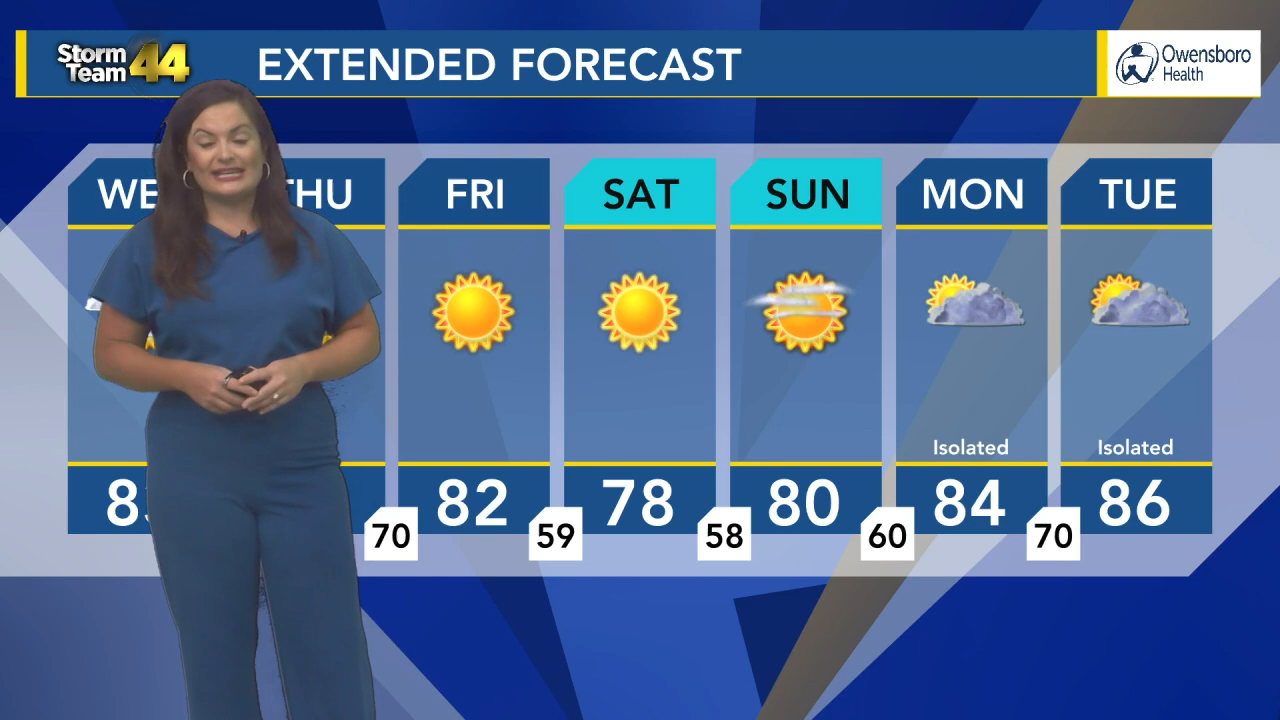 Storm
Team 44
EXTENDED FORECAST
Owensboro
Health
FRI
SAT
SUN
MON
TUE
Isolated
Isolated
82
78
80
84
86
70
59
58
60
70